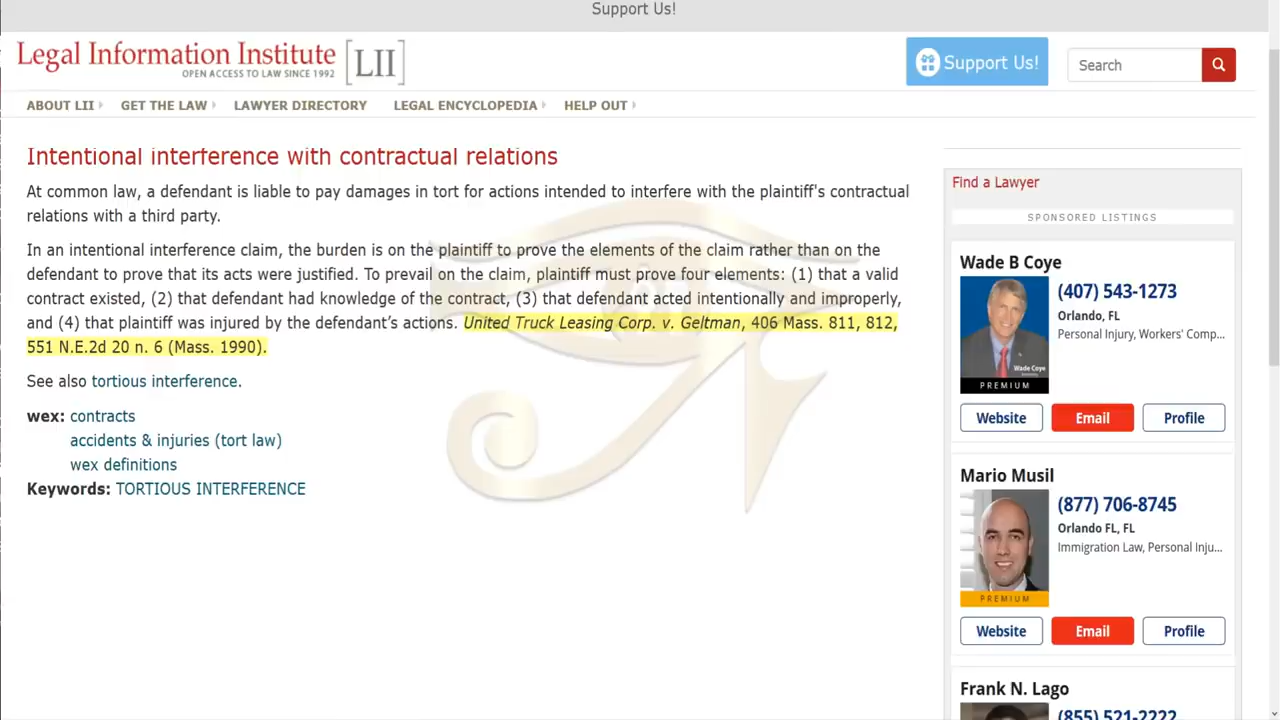 Support Us!
Legal Information Institute [LII]
OPEN ACCESS TO LAW SINCE 1992
Support Us!
Search
ABOUT LII GET THE LAW LAWYER DIRECTORY LEGAL ENCYCLOPEDIA HELP OUT
Intentional interference with contractual relations
At common law, a defendant is liable to pay damages in tort for actions intended to interfere with the plaintiff's contractual
relations with a third party.
In an intentional interference claim, the burden is on the plaintiff to prove the elements of the claim rather than on the
defendant to prove that its acts were justified. To prevail on the claim, plaintiff must prove four elements: (1) that a valid
contract existed, (2) that defendant had knowledge of the contract, (3) that defendant acted intentionally and improperly,
and (4) that plaintiff was injured by the defendant’s actions. United Truck Leasing Corp. v. Geltman, 406 Mass. 811, 812,
551 N.E.2d 20 n. 6 (Mass. 1990).
See also tortious interference.
wex: contracts
accidents & injuries (tort law)
wex definitions
Keywords: TORTIOUS INTERFERENCE
Find a Lawyer
SPONSORED LISTINGS
Wade B Coye
(407) 543-1273
Orlando, FL
Personal Injury, Workers' Comp...
Wade Coye
PREMIUM
Website Email Profile
Mario Musil
(877) 706-8745
Orlando FL, FL
Immigration Law, Personal Inju...
PREMIUM
Website Email Profile
Frank N. Lago
(855) 521-2222